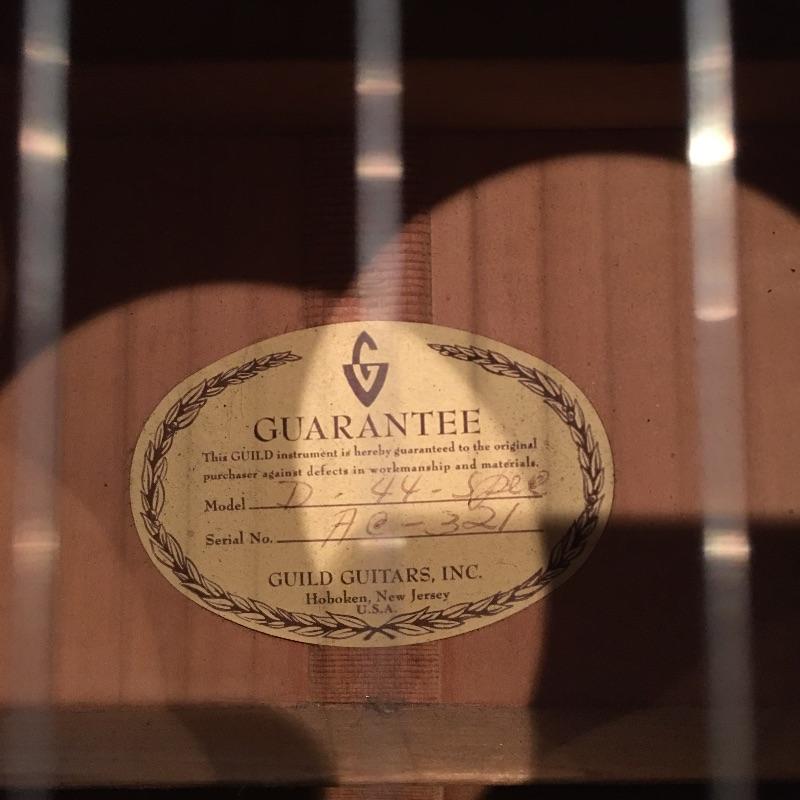 G
GUARANTEE
This GUILD instrument is hereby guaranteed to the original
purchaser against defects in workmanship and materials.
Model D-44-Spec
Serial No. AC-321
GUILD GUITARS, INC.
Hoboken, New Jersey
U.S.A.